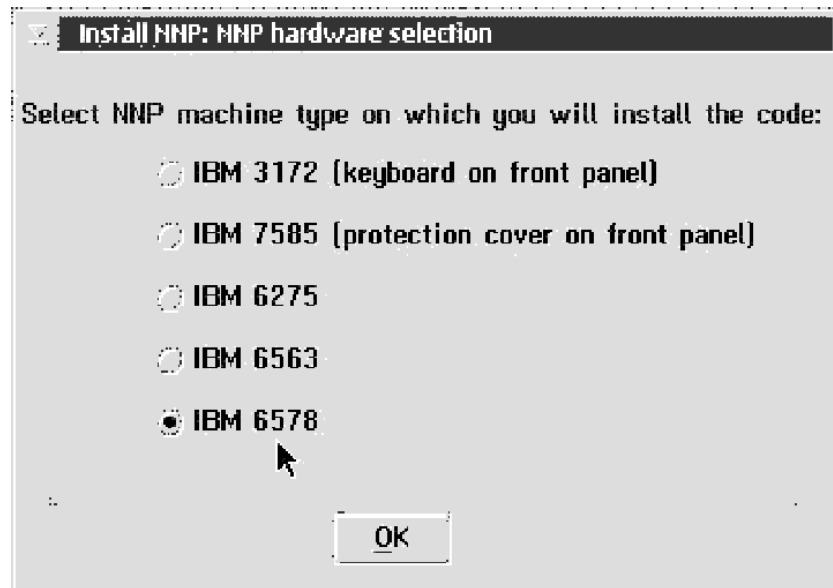 Install NNP: NNP hardware selection
Select NNP machine type on which you will install the code:
IBM 3172 (keyboard on front panel)
IBM 7585 (protection cover on front panel)
IBM 6275
IBM 6563
IBM 6578
OK